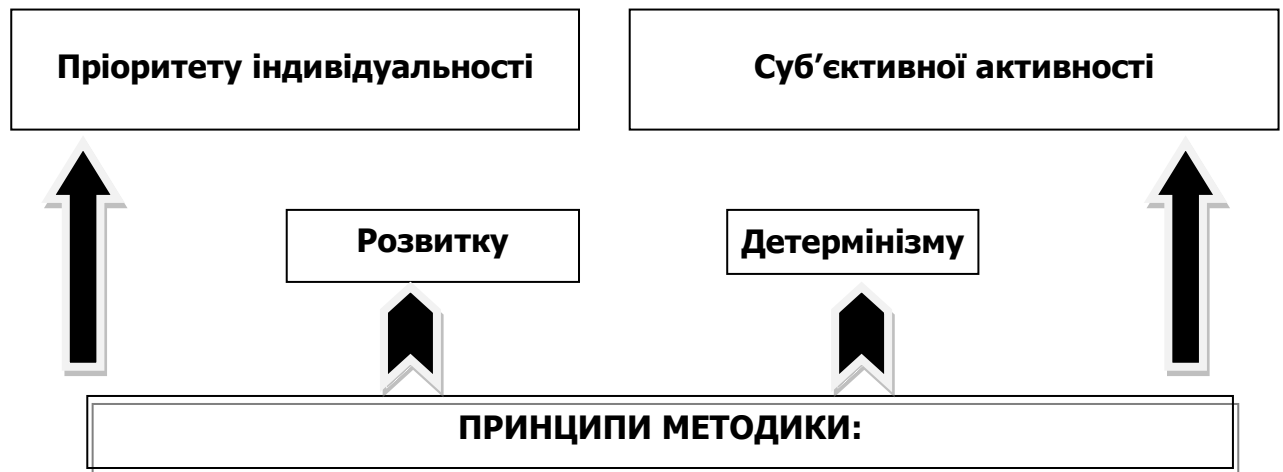 Пріоритету індивідуальності
Суб’єктивної активності
Розвитку
Детермінізму
ПРИНЦИПИ МЕТОДИКИ: